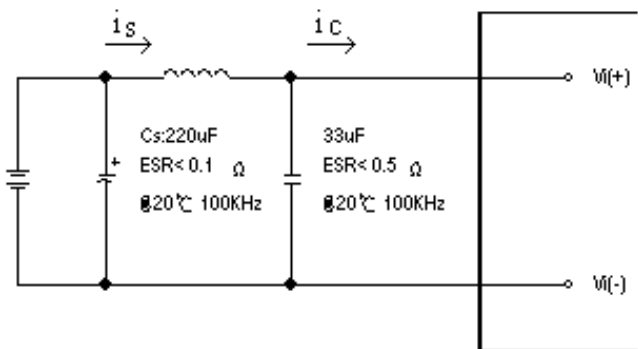 is
ic
Vi(+)
Cs:220uF
ESR<0.1 Ω
@20℃ 100KHz
+
33uF
ESR<0.5 Ω
@20℃ 100KHz
Vi(-)